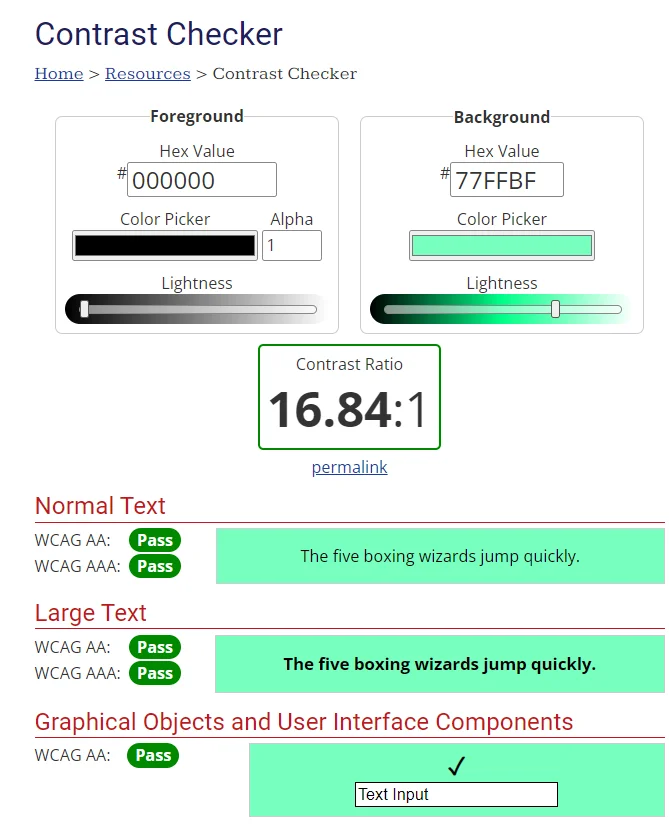 Contrast Checker
Home > Resources > Contrast Checker
Foreground
Hex Value
#000000
Color Picker Alpha
1
Lightness
Background
Hex Value
#77FFBF
Color Picker
Lightness
Contrast Ratio
16.84:1
permalink
Normal Text
WCAG AA: Pass
WCAG AAA: Pass
The five boxing wizards jump quickly.
Large Text
WCAG AA: Pass
WCAG AAA: Pass
The five boxing wizards jump quickly.
Graphical Objects and User Interface Components
WCAG AA: Pass
✓
Text Input